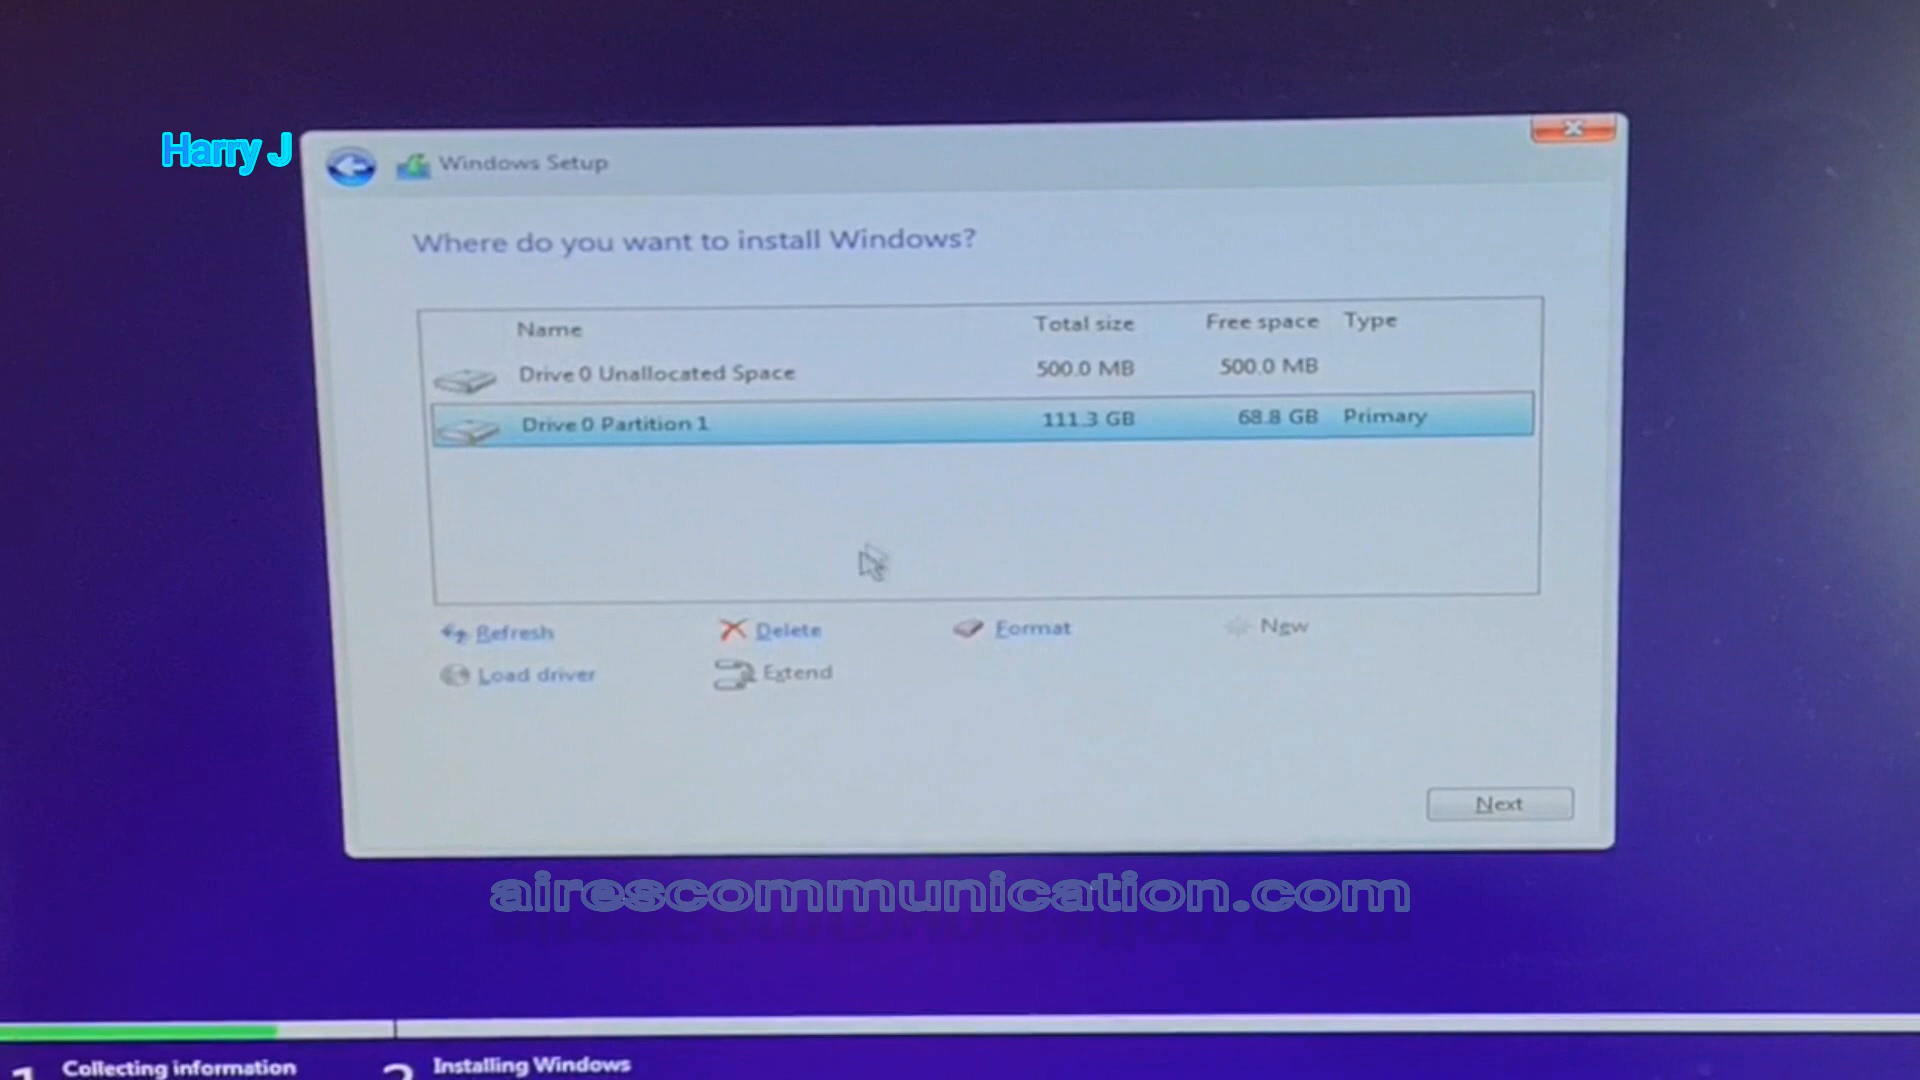 Harry J
Windows Setup
Where do you want to install Windows?
Name Total size Free space Type
Drive 0 Unallocated Space 500.0 MB 500.0 MB
Drive 0 Partition 1 111.3 GB 68.8 GB Primary
Refresh Delete Format New
Load driver Extend
Next
airescommunication.com
1 Collecting information 2 Installing Windows